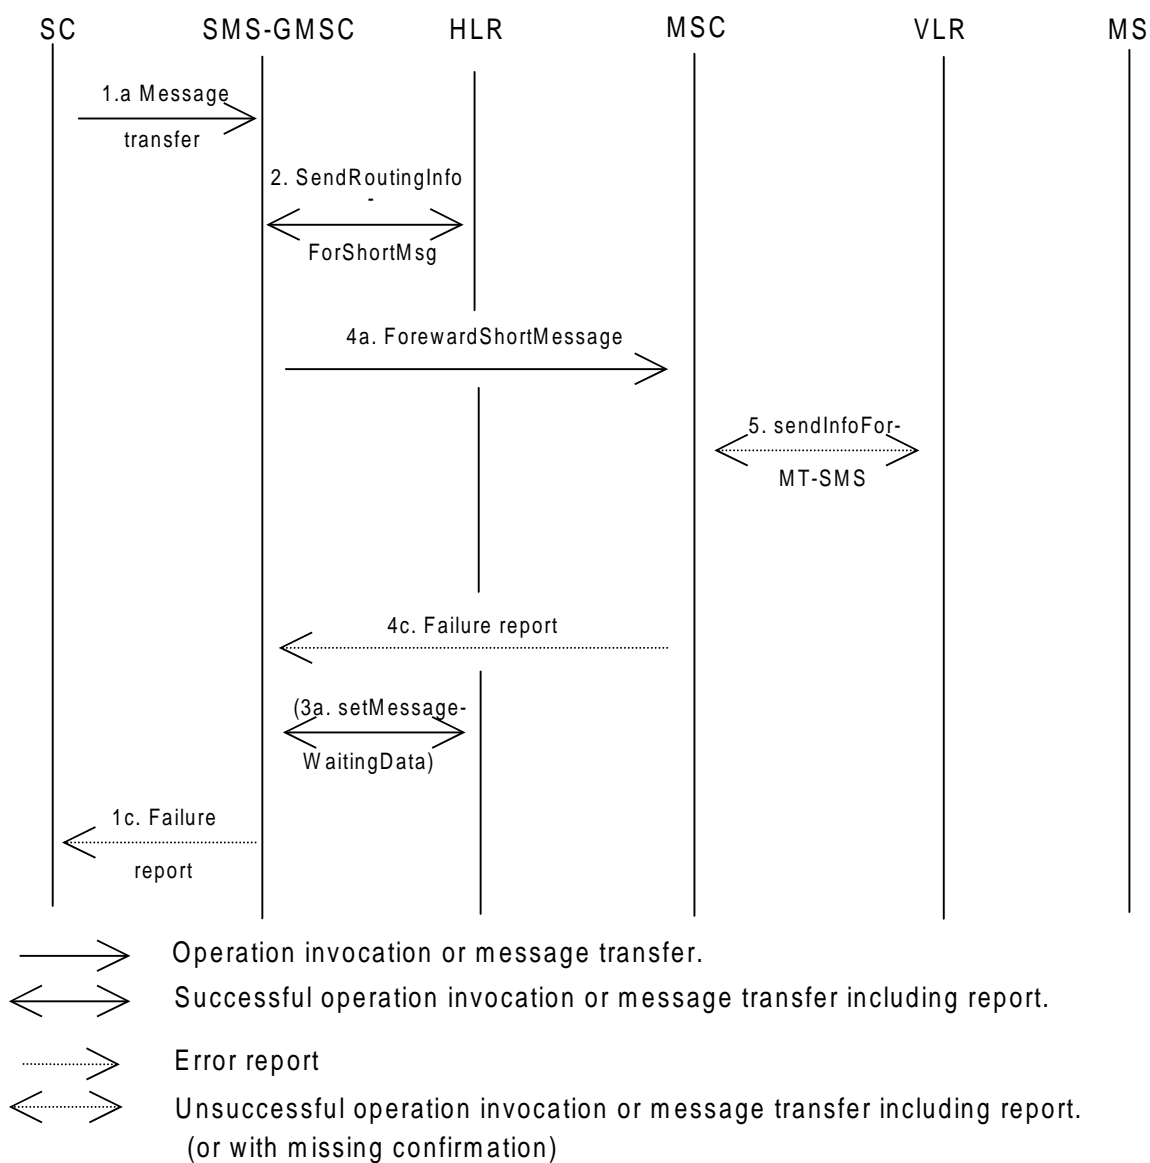 SC SMS-GMSC HLR MSC VLR MS
1.a Message
transfer
2. SendRoutingInfo
-
ForShortMsg
4a. ForewardShortMessage
5. sendInfoFor-
MT-SMS
4c. Failure report
(3a. setMessage-
WaitingData)
1c. Failure
report
Operation invocation or message transfer.
Successful operation invocation or message transfer including report.
Error report
Unsuccessful operation invocation or message transfer including report.
(or with missing confirmation)